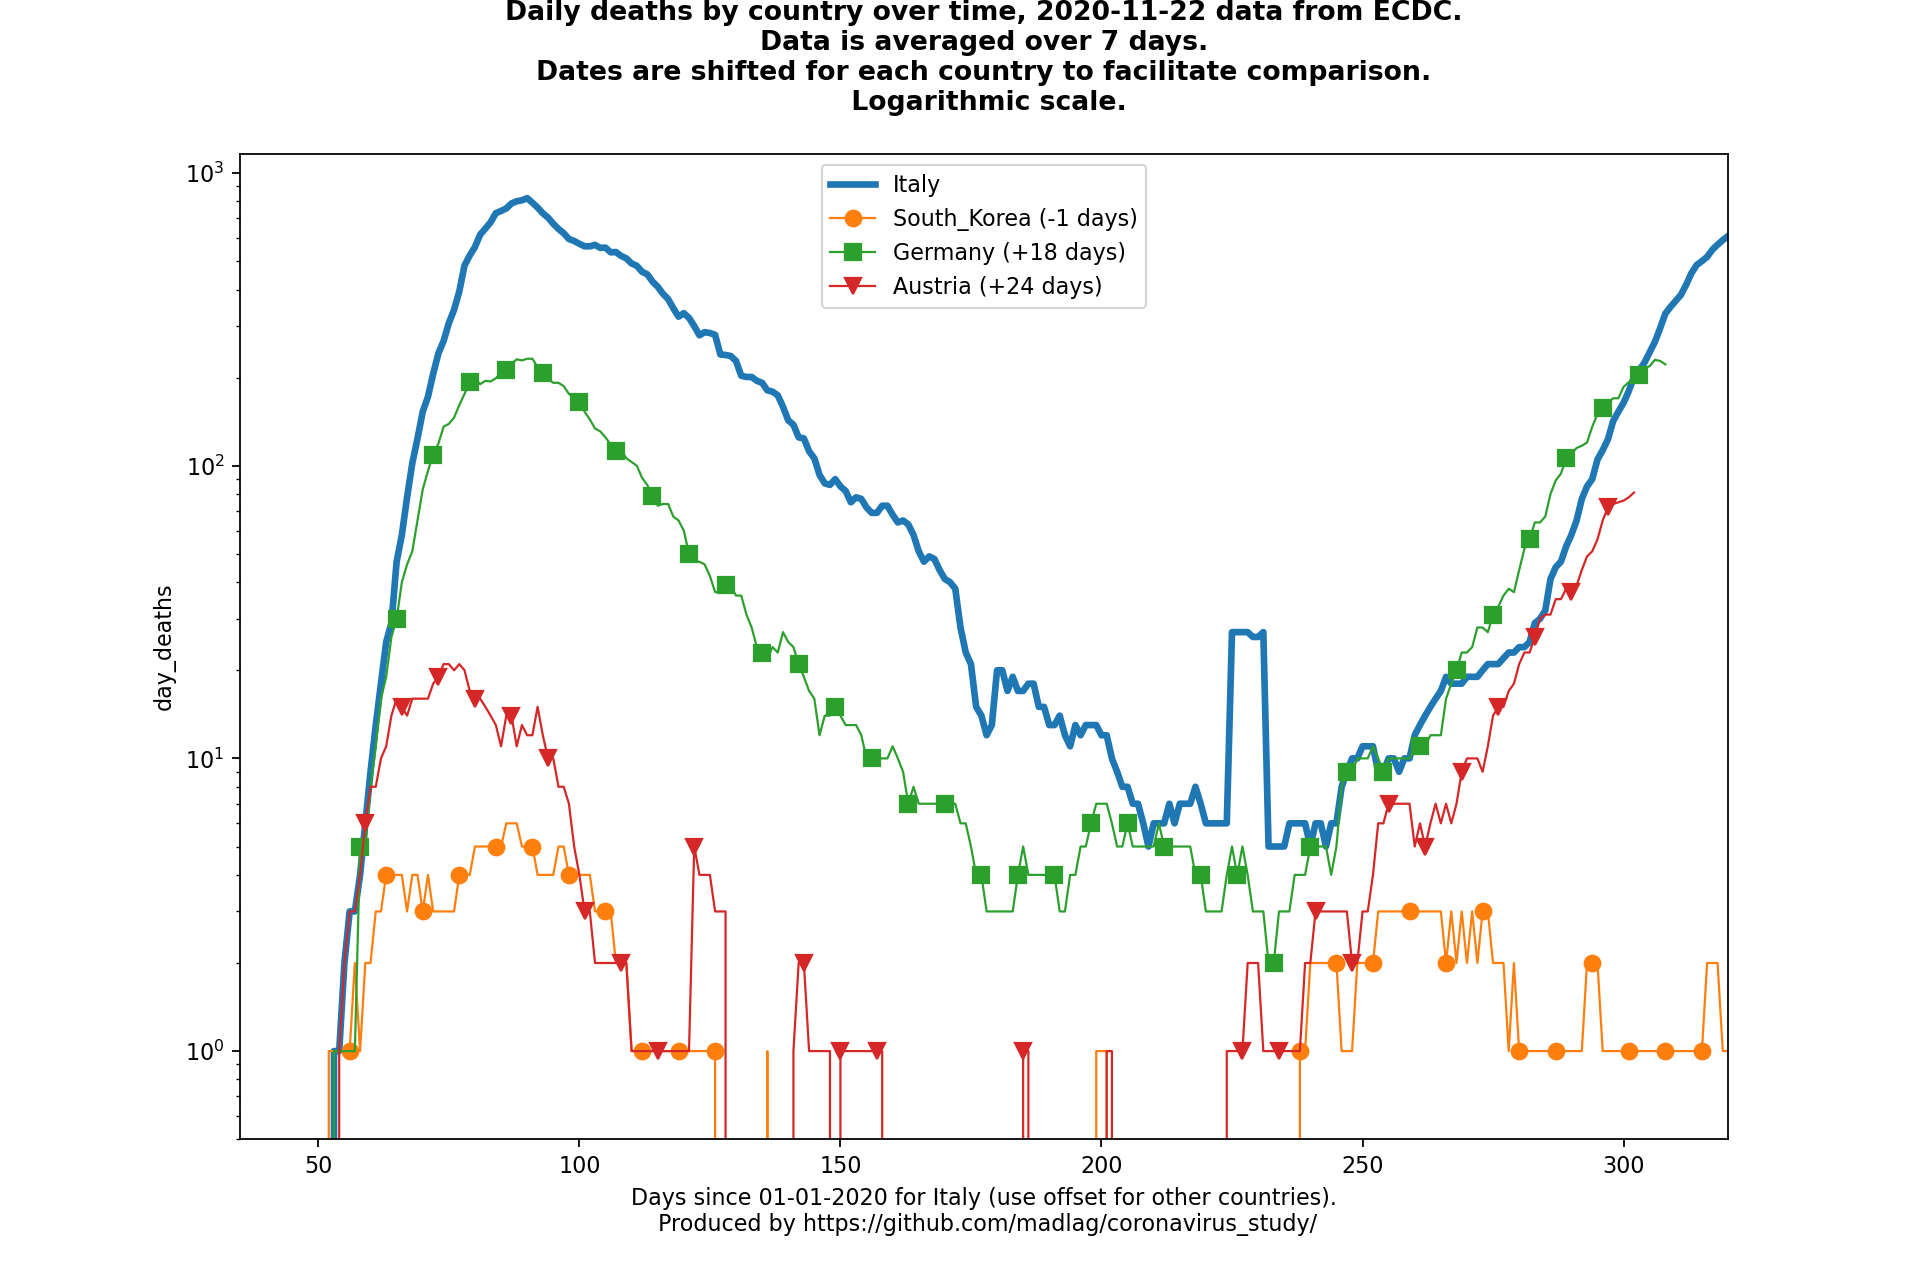 Daily deaths by country over time, 2020-11-22 data from ECDC.
Data is averaged over 7 days.
Dates are shifted for each country to facilitate comparison.
Logarithmic scale.
10³
10²
10¹
10⁰
day_deaths
Italy
South_Korea (-1 days)
Germany (+18 days)
Austria (+24 days)
50 100 150 200 250 300
Days since 01-01-2020 for Italy (use offset for other countries).
Produced by https://github.com/madlag/coronavirus_study/